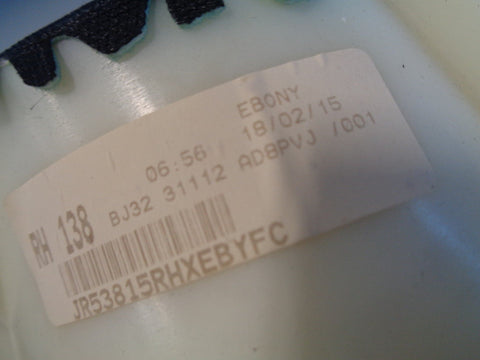 EBONY
06:56 18/02/15
RH 138 BJ32 31112 AD8PVJ /001
JR53815RHXEBYFC